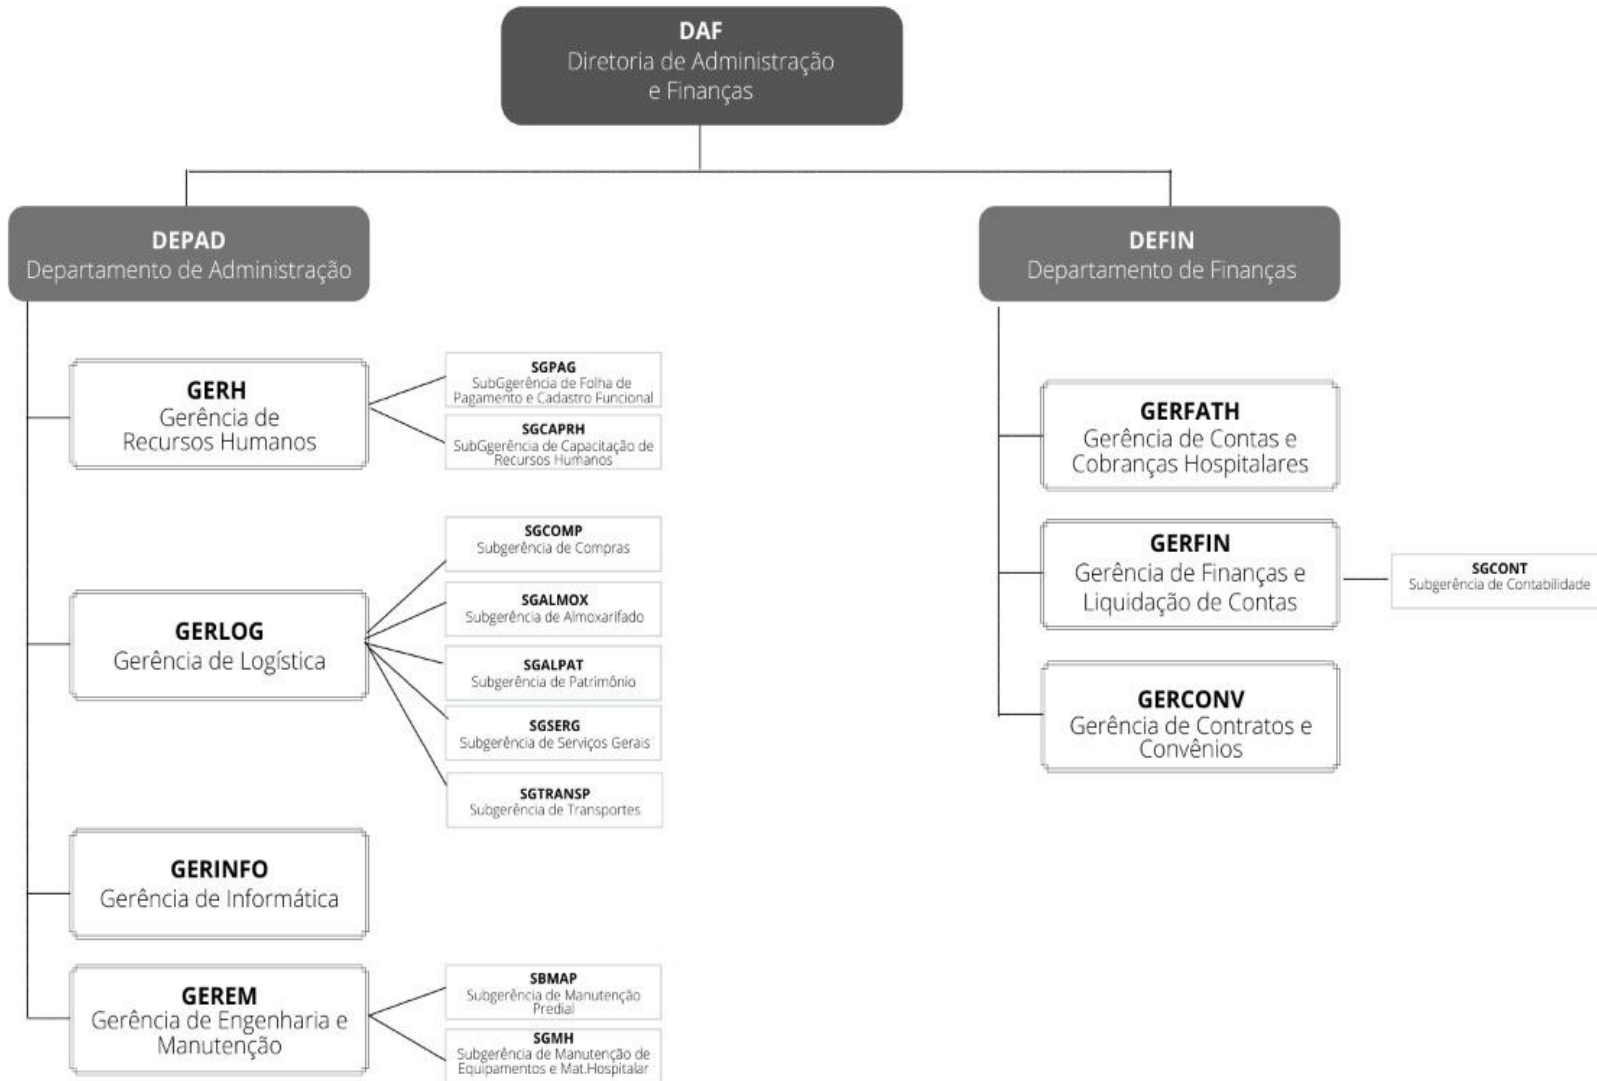 DAF
Diretoria de Administração
e Finanças
DEPAD
Departamento de Administração
DEFIN
Departamento de Finanças
GERH
Gerência de
Recursos Humanos
SGPAG
SubGgerência de Folha de
Pagamento e Cadastro Funcional
SGCAPRH
SubGgerência de Capacitação de
Recursos Humanos
GERLOG
Gerência de Logística
SGCOMP
Subgerência de Compras
SGALMOX
Subgerência de Almoxarifado
SGALPAT
Subgerência de Patrimônio
SGSERG
Subgerência de Serviços Gerais
SGTRANSP
Subgerência de Transportes
GERINFO
Gerência de Informática
GEREM
Gerência de Engenharia e
Manutenção
SBMAP
Subgerência de Manutenção
Predial
SGMH
Subgerência de Manutenção de
Equipamentos e Mat.Hospitalar
GERFATH
Gerência de Contas e
Cobranças Hospitalares
GERFIN
Gerência de Finanças e
Liquidação de Contas
SGCONT
Subgerência de Contabilidade
GERCONV
Gerência de Contratos e
Convênios